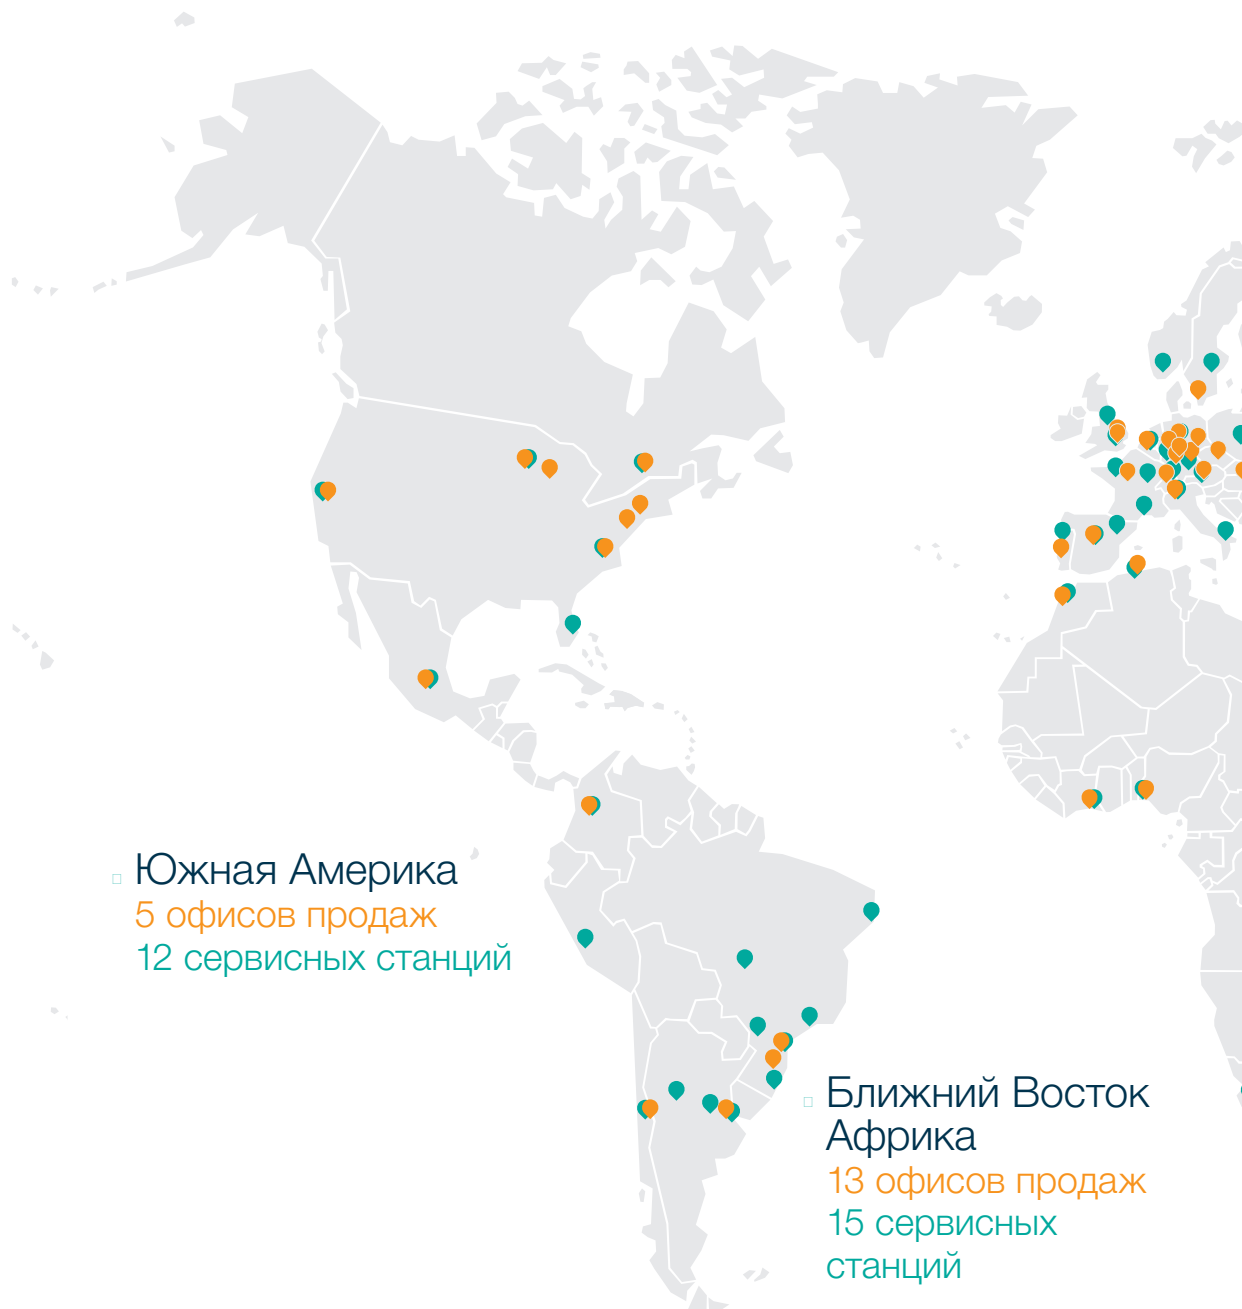 Южная Америка
5 офисов продаж
12 сервисных станций
Ближний Восток
Африка
13 офисов продаж
15 сервисных
станций